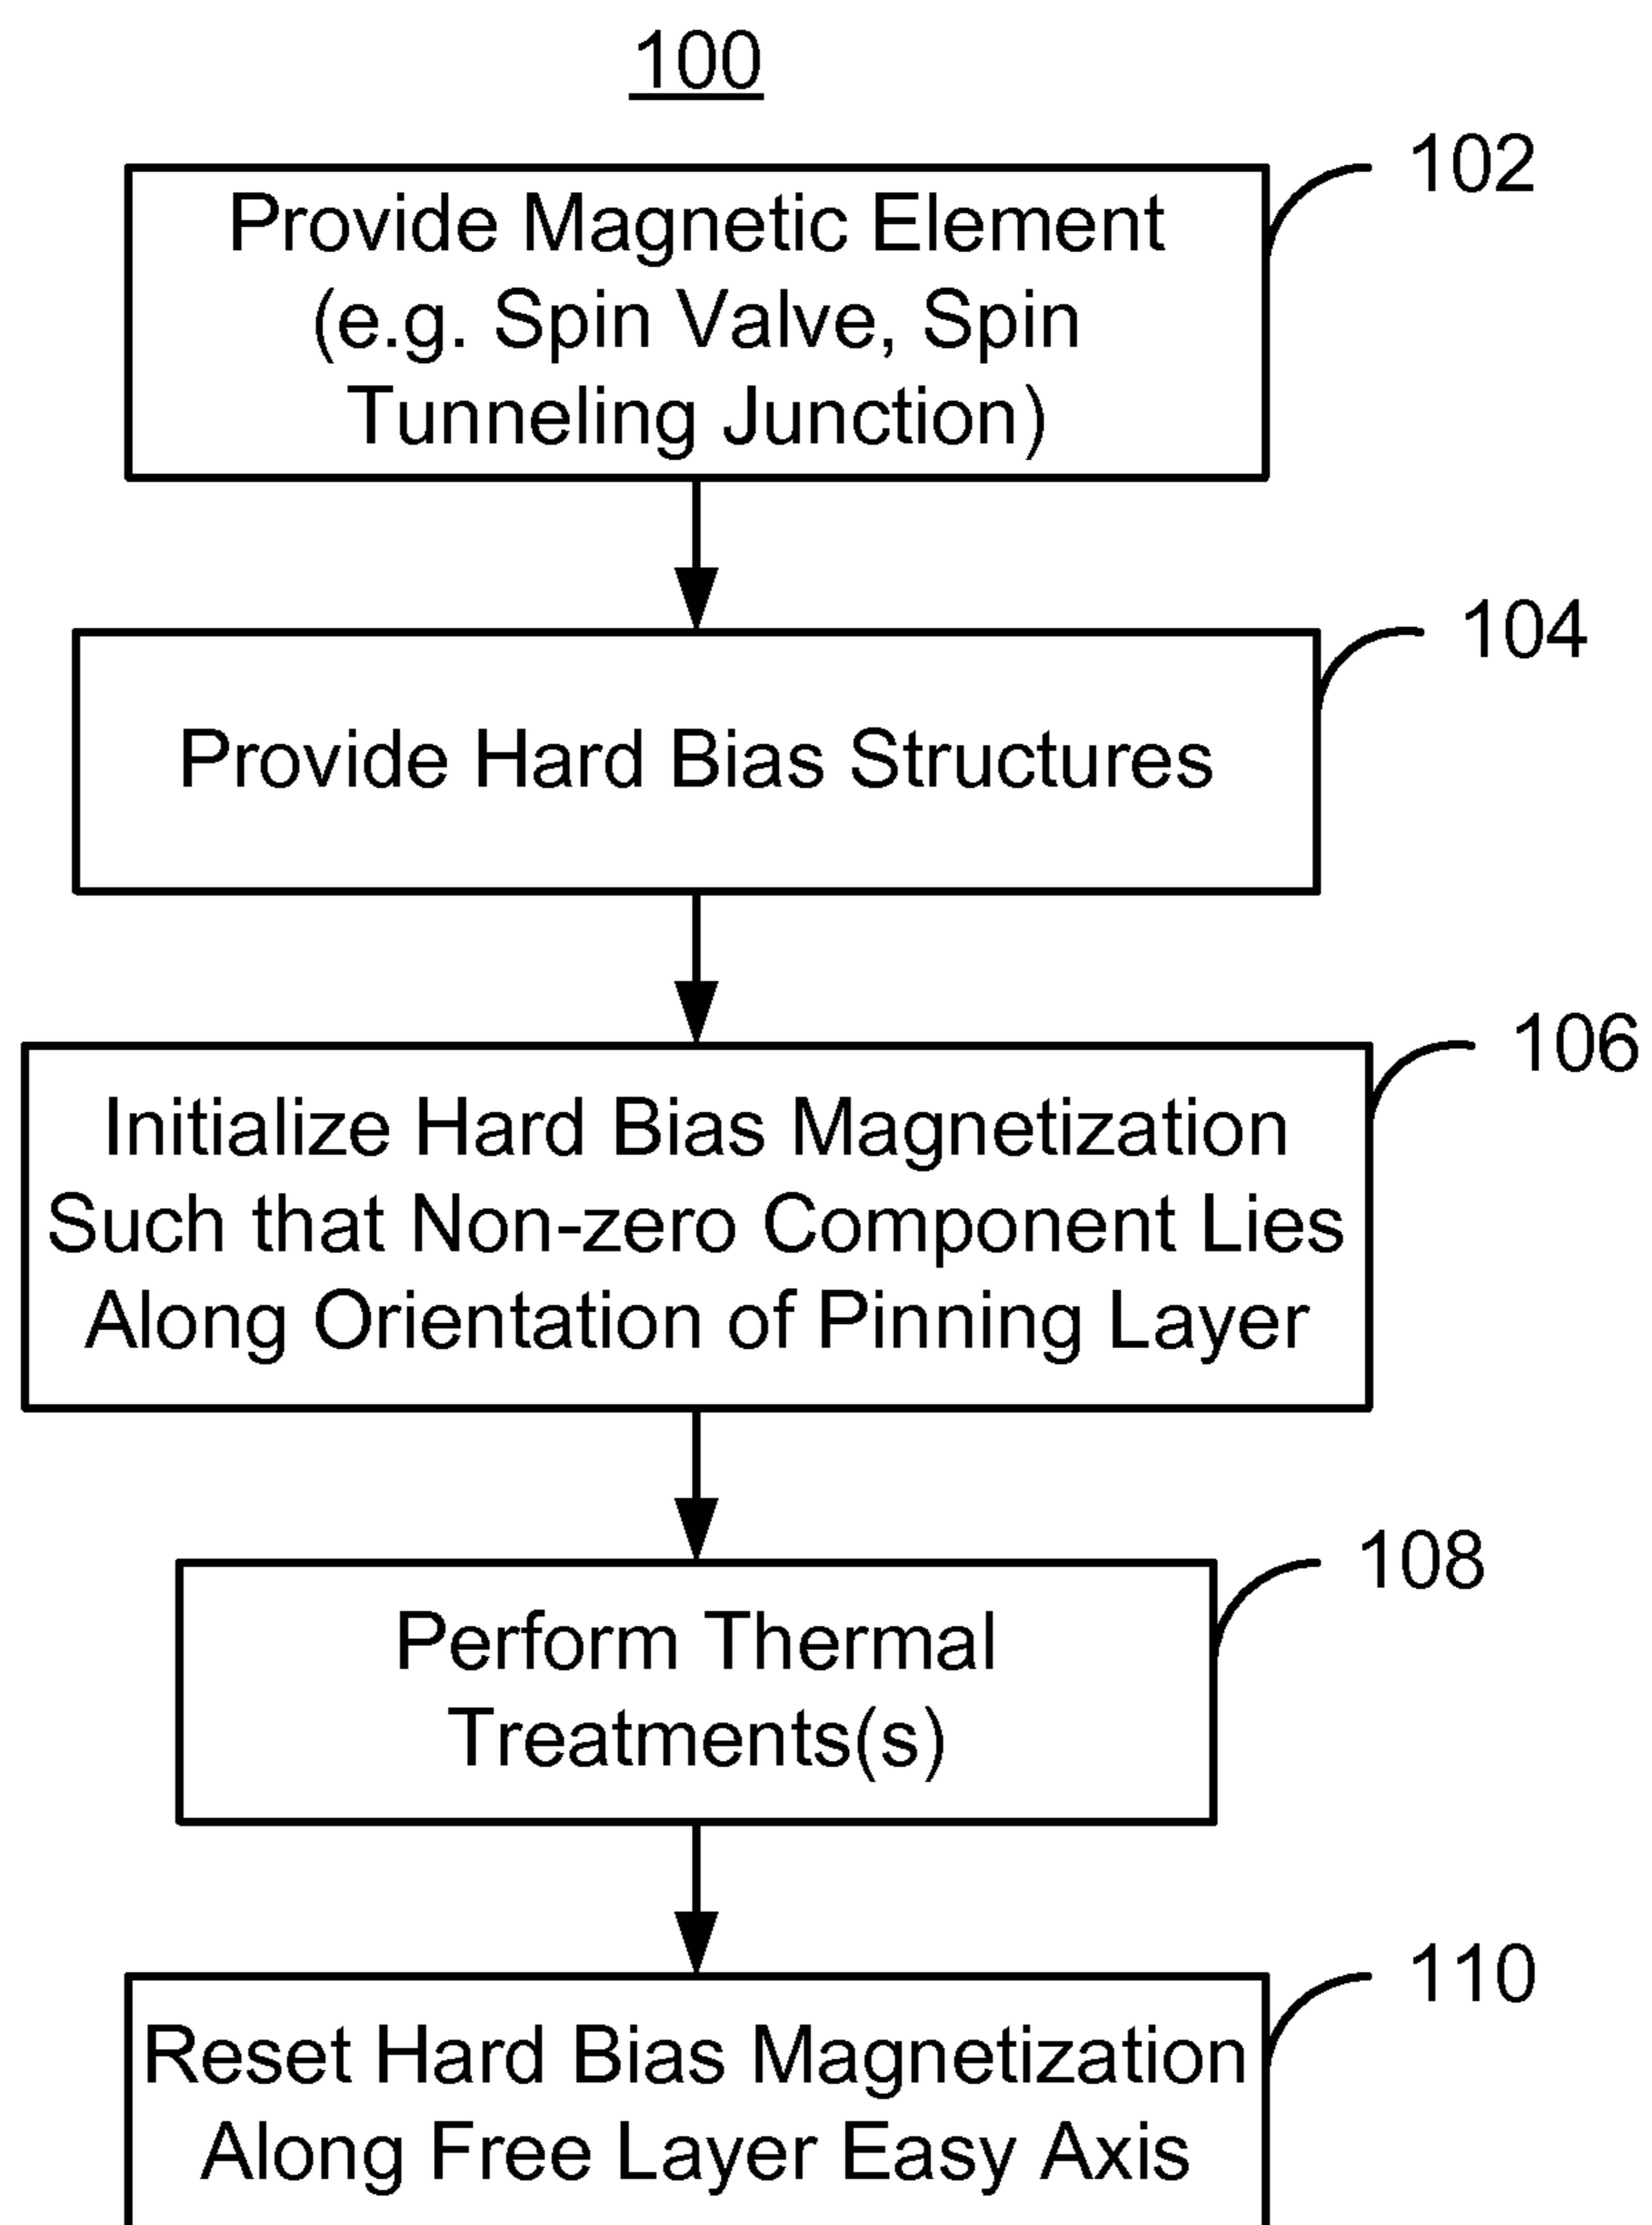 100
102
Provide Magnetic Element
(e.g. Spin Valve, Spin
Tunneling Junction)
104
Provide Hard Bias Structures
106
Initialize Hard Bias Magnetization
Such that Non-zero Component Lies
Along Orientation of Pinning Layer
108
Perform Thermal
Treatments(s)
110
Reset Hard Bias Magnetization
Along Free Layer Easy Axis